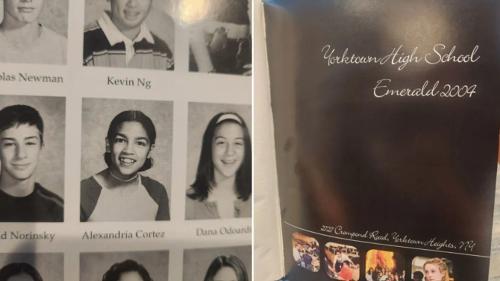 olas Newman
Kevin Ng
d Norinsky
Alexandria Cortez
Dana Odoardi
Yorktown High School
Emerald 2004
2727 Crompond Road, Yorktown Heights, NY